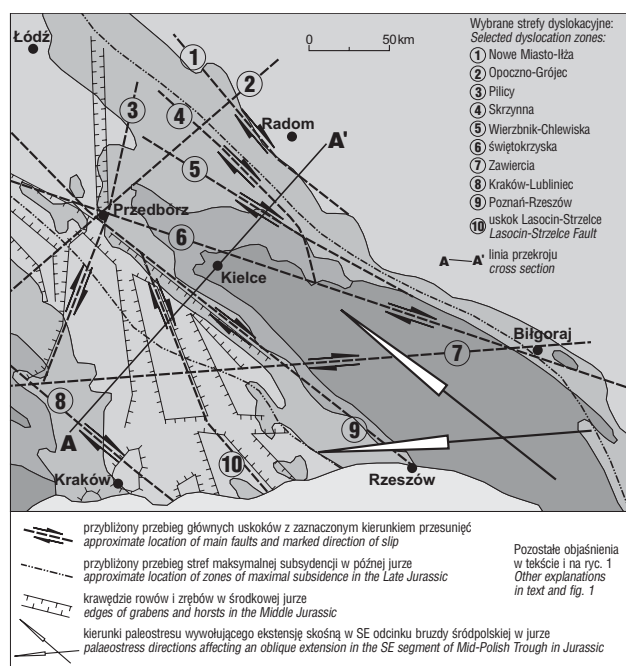 Łódź
0 50km
Wybrane strefy dyslokacyjne:
Selected dyslocation zones:
1 Nowe Miasto-Iłża
2 Opoczno-Grójec
3 Pilicy
4 Skrzynna
5 Wierzbnik-Chlewiska
6 świętokrzyska
7 Zawiercia
8 Kraków-Lubliniec
9 Poznań-Rzeszów
10 uskok Lasocin-Strzelce
Lasocin-Strzelce Fault
A A' linia przekroju
cross section
1
2
3
4
Radom
A'
5
Przedbórz
6
Kielce
Biłgoraj
7
8
A
9
10
Kraków
Rzeszów
przybliżony przebieg głównych uskoków z zaznaczonym kierunkiem przesunięć
approximate location of main faults and marked direction of slip
przybliżony przebieg stref maksymalnej subsydencji w późnej jurze
approximate location of zones of maximal subsidence in the Late Jurassic
krawędzie rowów i zrębów w środkowej jurze
edges of grabens and horsts in the Middle Jurassic
kierunki paleostresu wywołującego ekstensję skośną w SE odcinku bruzdy śródpolskiej w jurze
palaeostress directions affecting an oblique extension in the SE segment of Mid-Polish Trough in Jurassic
Pozostałe objaśnienia
w tekście i na ryc. 1
Other explanations
in text and fig. 1